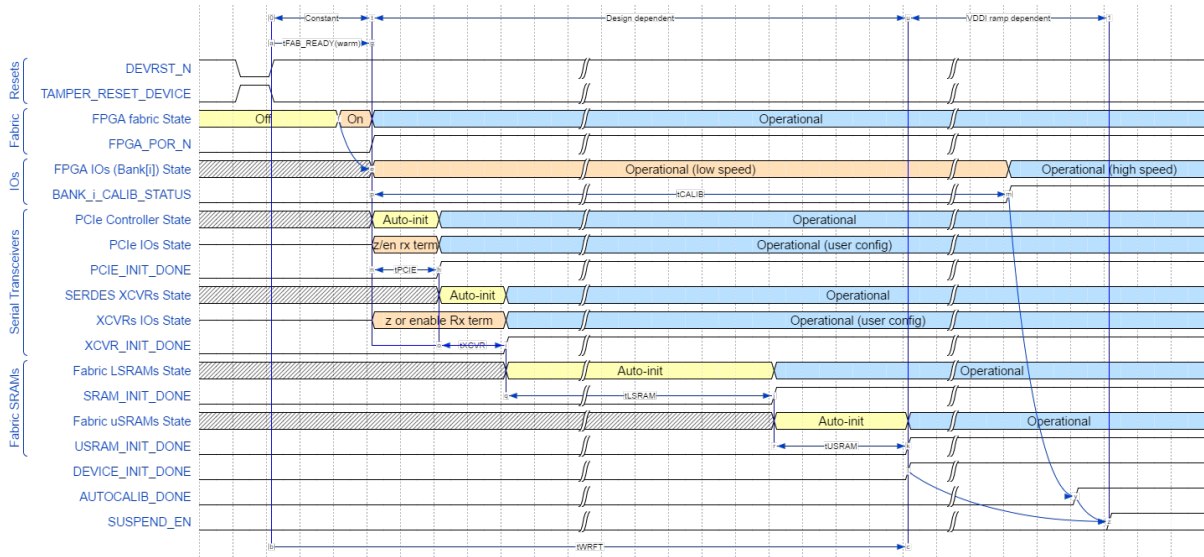 Constant
Design dependent
VDDI ramp dependent
tFAB_READY(warm)
Resets
DEVRST_N
TAMPER_RESET_DEVICE
Fabric
FPGA fabric State
Off
On
Operational
FPGA_POR_N
IOs
FPGA IOs (Bank[i]) State
Operational (low speed)
Operational (high speed)
BANK_i_CALIB_STATUS
tCALIB
Serial Transceivers
PCIe Controller State
Auto-init
Operational
PCIe IOs State
z/en rx term
Operational (user config)
PCIE_INIT_DONE
tPCIE
SERDES XCVRs State
Auto-init
Operational
XCVRs IOs State
z or enable Rx term
Operational (user config)
XCVR_INIT_DONE
tXCVR
Fabric SRAMs
Fabric LSRAMs State
Auto-init
Operational
SRAM_INIT_DONE
tLSRAM
Fabric uSRAMs State
Auto-init
Operational
USRAM_INIT_DONE
tUSRAM
DEVICE_INIT_DONE
AUTOCALIB_DONE
SUSPEND_EN
tWRFT